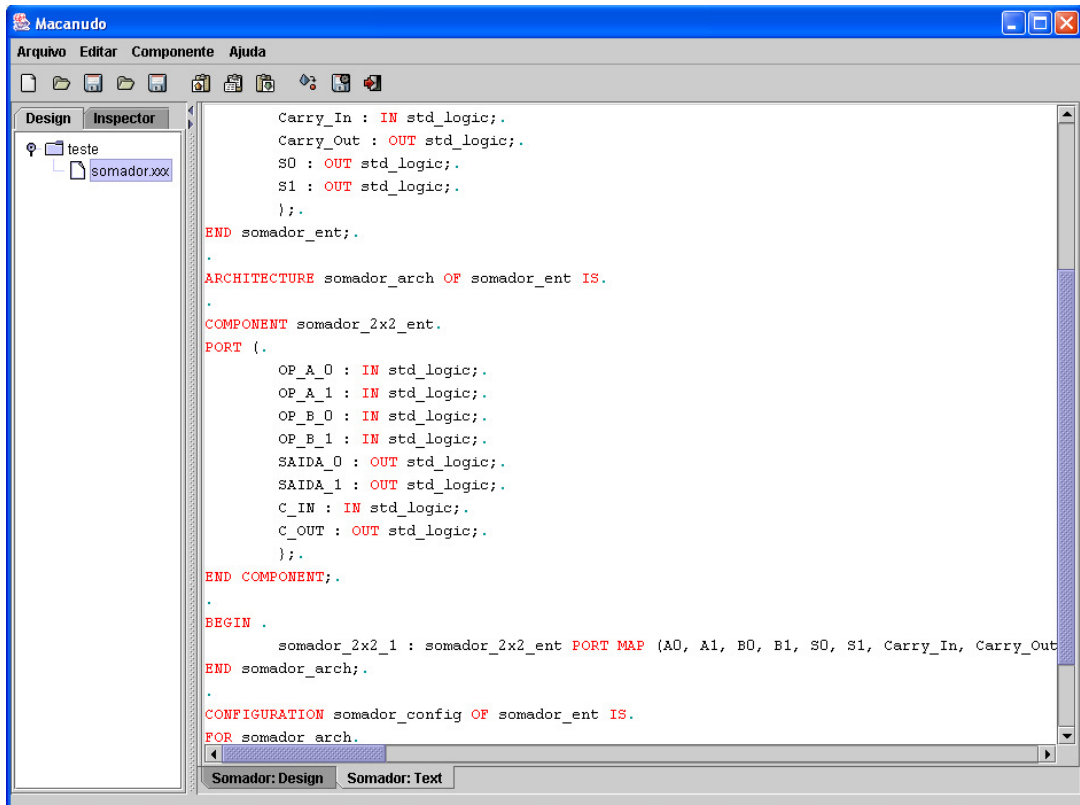 Macanudo
Arquivo Editar Componente Ajuda
Design Inspector
teste
somador.xxx
Carry_In : IN std_logic;.
Carry_Out : OUT std_logic;.
S0 : OUT std_logic;.
S1 : OUT std_logic;.
);.
END somador_ent;.
.
ARCHITECTURE somador_arch OF somador_ent IS.
.
COMPONENT somador_2x2_ent.
PORT (.
OP_A_0 : IN std_logic;.
OP_A_1 : IN std_logic;.
OP_B_0 : IN std_logic;.
OP_B_1 : IN std_logic;.
SAIDA_0 : OUT std_logic;.
SAIDA_1 : OUT std_logic;.
C_IN : IN std_logic;.
C_OUT : OUT std_logic;.
);.
END COMPONENT;.
.
BEGIN .
somador_2x2_1 : somador_2x2_ent PORT MAP (A0, A1, B0, B1, S0, S1, Carry_In, Carry_Out
END somador_arch;.
.
CONFIGURATION somador_config OF somador_ent IS.
FOR somador_arch.
Somador: Design Somador: Text